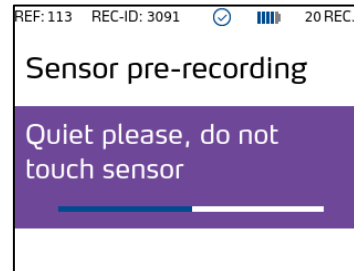 REF: 113 REC-ID: 3091 20 REC.
Sensor pre-recording
Quiet please, do not
touch sensor